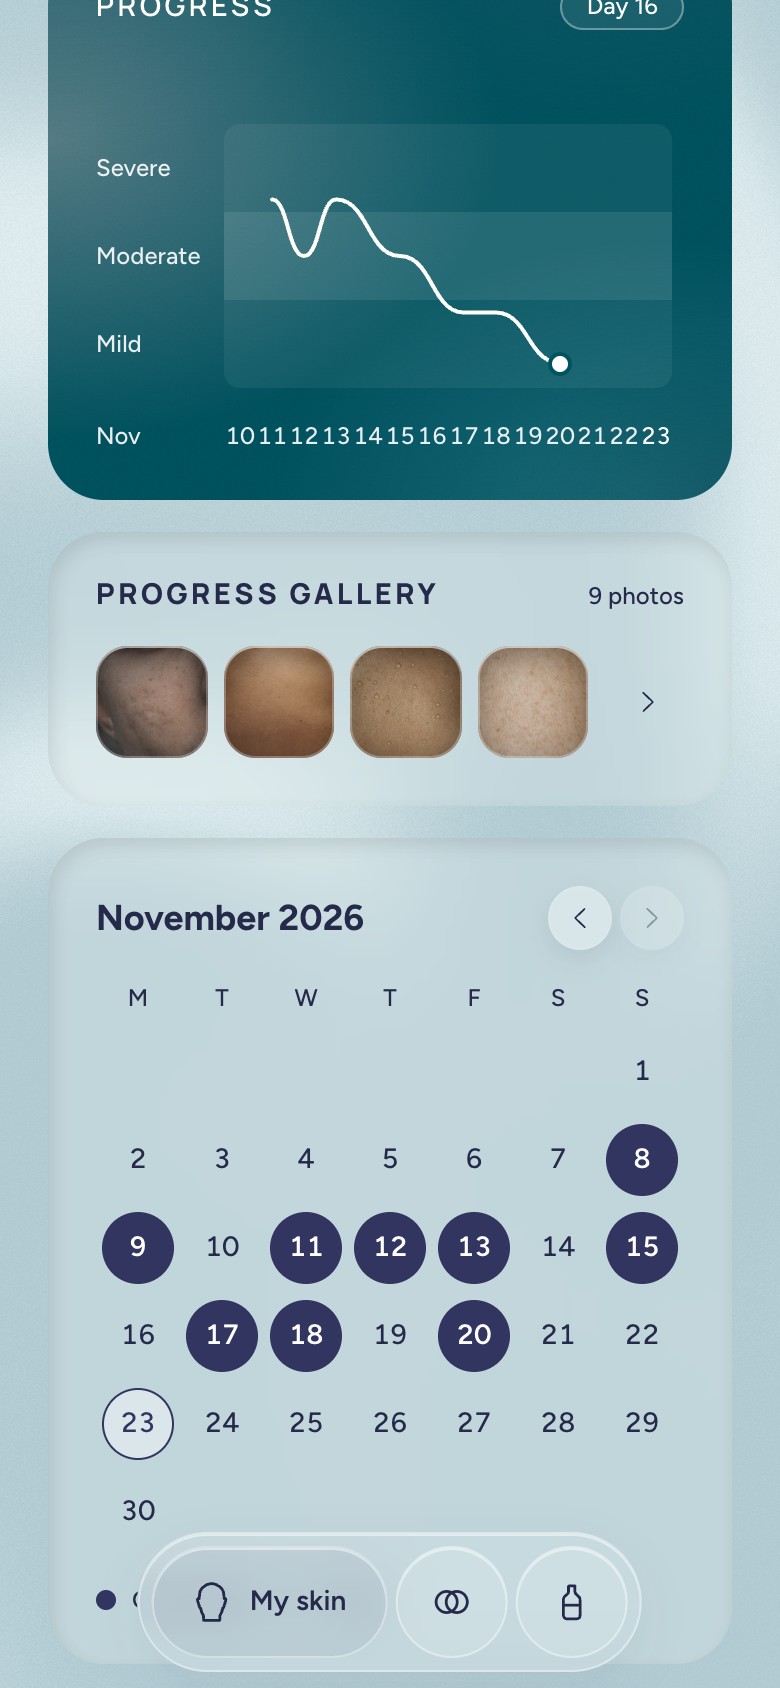 PROGRESS
Day 16
Severe
Moderate
Mild
Nov 10 11 12 13 14 15 16 17 18 19 20 21 22 23
PROGRESS GALLERY
9 photos
November 2026
M T W T F S S
1
2 3 4 5 6 7 8
9 10 11 12 13 14 15
16 17 18 19 20 21 22
23 24 25 26 27 28 29
30
My skin